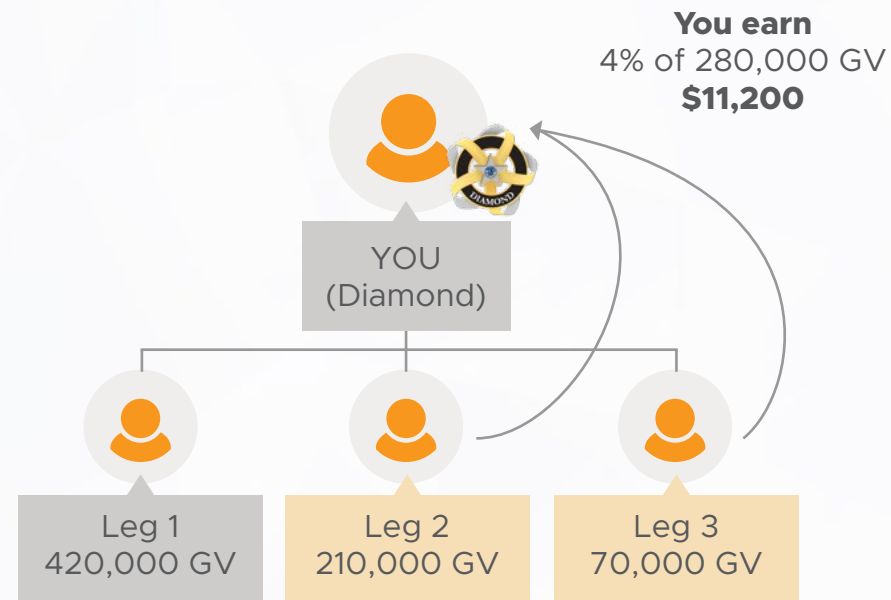 You earn
4% of 280,000 GV
$11,200
DIAMOND
YOU
(Diamond)
Leg 1
420,000 GV
Leg 2
210,000 GV
Leg 3
70,000 GV